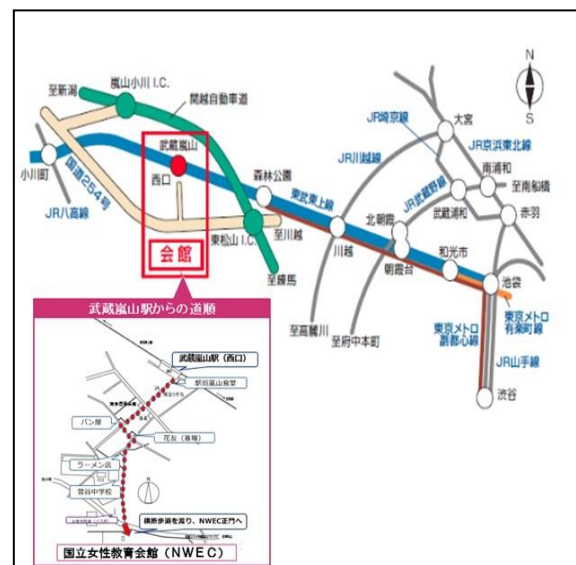 N
S
至新潟
嵐山小川 I.C.
関越自動車道
大宮
JR埼京線
JR京浜東北線
JR川越線
武蔵嵐山
西口
小川町
国道254号
JR八高線
森林公園
東武東上線
JR武蔵野線
南浦和
至南船橋
武蔵浦和
赤羽
会館
東松山 I.C.
至川越
至練馬
川越
北朝霞
朝霞台
和光市
池袋
至高麗川
至府中本町
東京メトロ
有楽町線
東京メトロ
副都心線
JR山手線
渋谷
武蔵嵐山駅からの道順
武蔵嵐山駅(西口)
駅前嵐山食堂
パン屋
花友(斎場)
ラーメン店
菅谷中学校
横断歩道を渡り、NWEC正門へ
国立女性教育会館(NWEC)